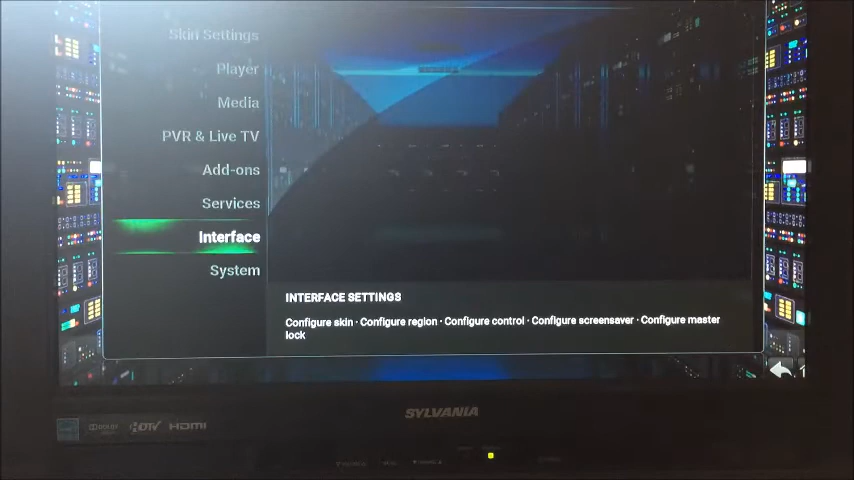 Skin Settings
Player
Media
PVR & Live TV
Add-ons
Services
Interface
System
INTERFACE SETTINGS
Configure skin · Configure region · Configure control · Configure screensaver · Configure master
lock
SYLVANIA
DOLBY
HDTV
HDMI